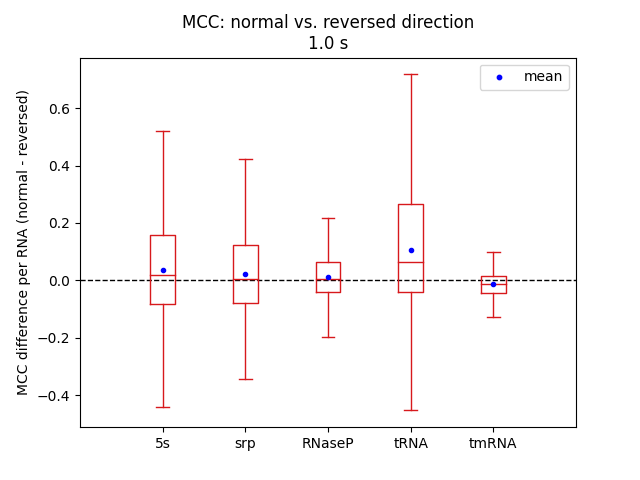 MCC: normal vs. reversed direction
1.0 s
mean
MCC difference per RNA (normal - reversed)
0.6
0.4
0.2
0.0
−0.2
−0.4
5s srp RNaseP tRNA tmRNA